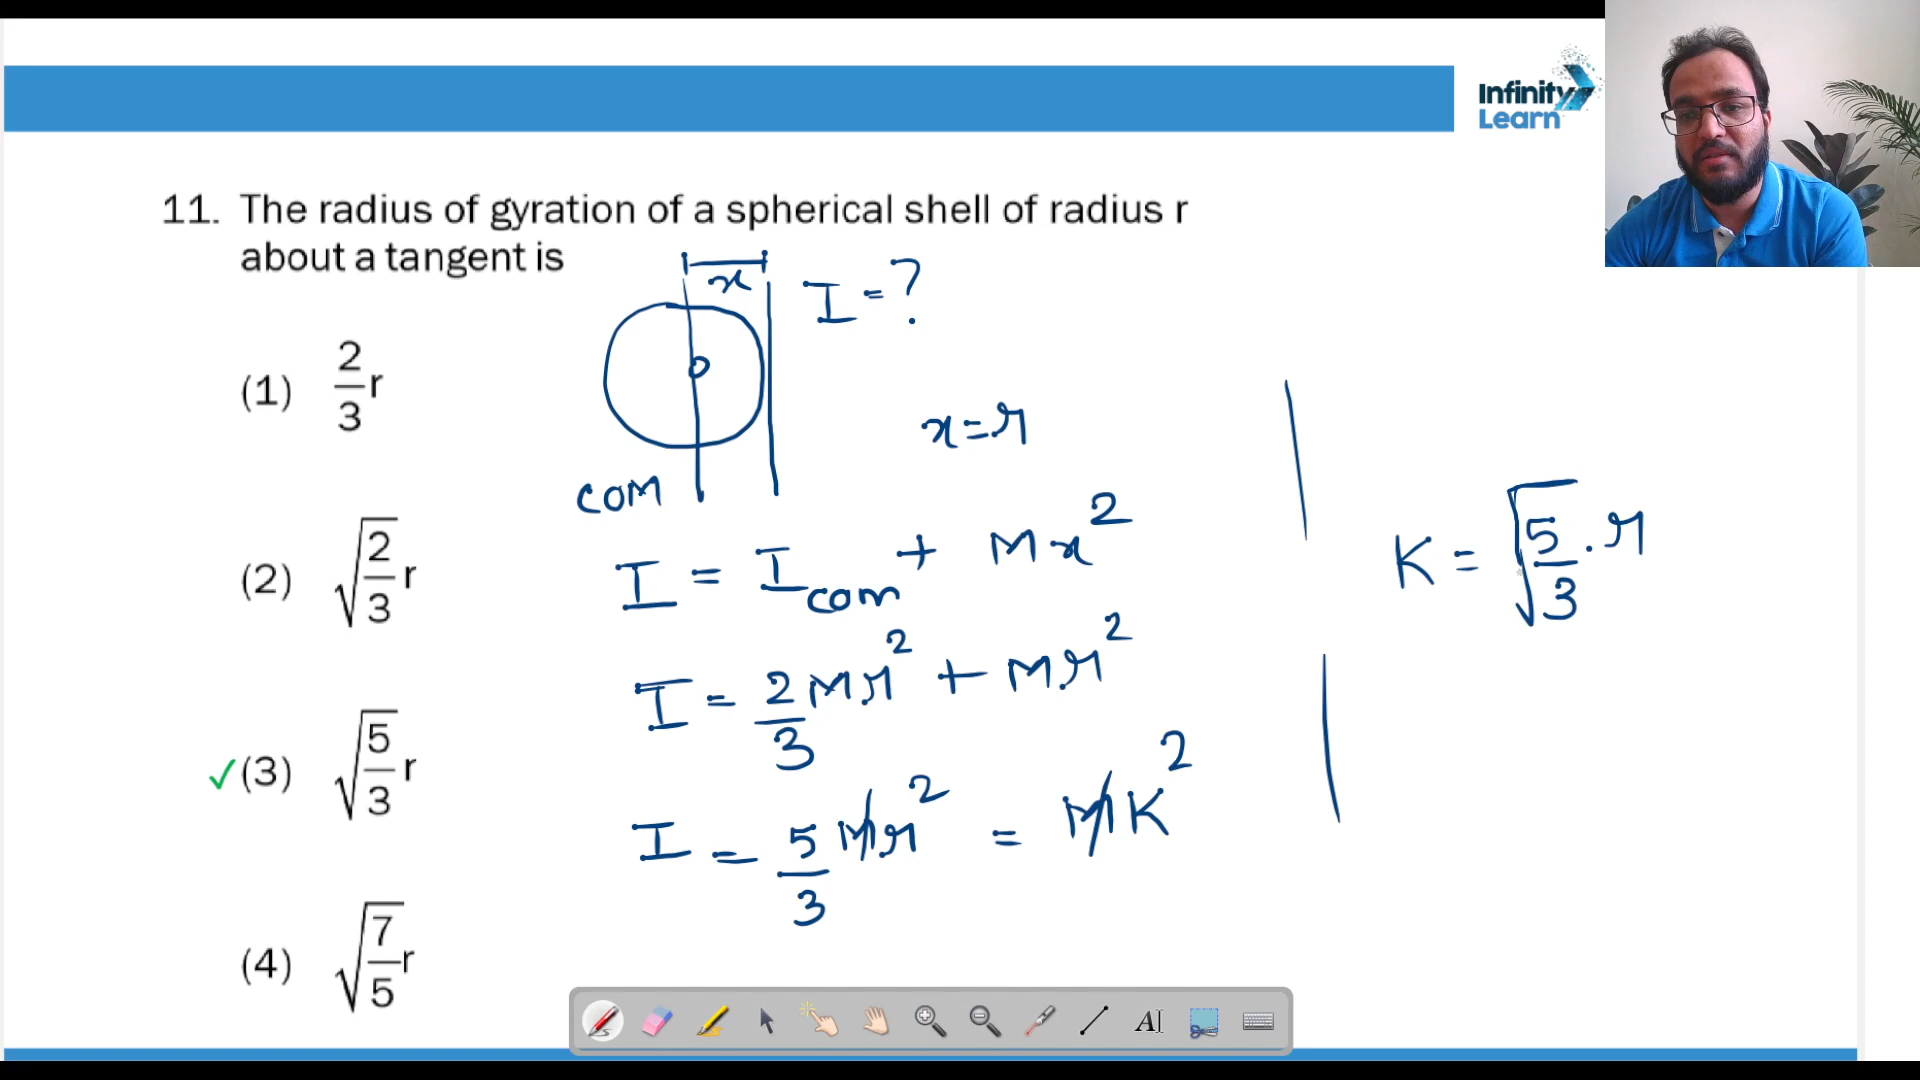 Infinity
Learn
11. The radius of gyration of a spherical shell of radius r
about a tangent is
x
I = ?
(1) 2/3 r
x = r
COM
(2) √(2/3) r
I = I_com + Mx²
K = √(5/3) . r
I = 2/3 Mr² + Mr²
✓(3) √(5/3) r
I = 5/3 Mr² = MK²
(4) √(7/5) r
AI